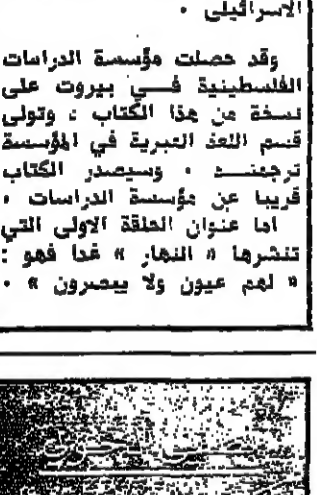 الاسرائيلي .
وقد حصلت مؤسسة الدراسات
الفلسطينية في بيروت على
نسخة من هذا الكتاب . وتولى
قسم اللغة العبرية في المؤسسة
ترجمته . وسيصدر الكتاب
قريبا عن مؤسسة الدراسات .
اما عنوان الحلقة الاولى التي
تنشرها « النهار » غدا فهو :
« لهم عيون ولا يبصرون » .